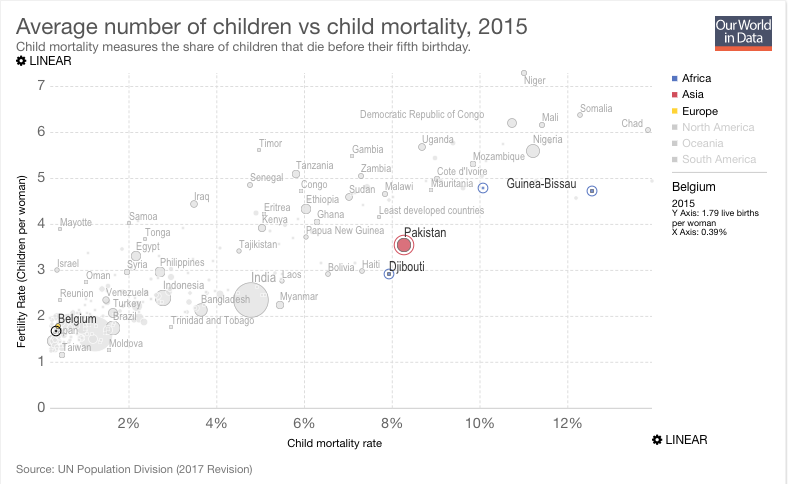 Average number of children vs child mortality, 2015
Child mortality measures the share of children that die before their fifth birthday.
LINEAR
Our World
in Data
7
6
5
4
3
2
1
0
Fertility Rate (Children per woman)
Niger
Democratic Republic of Congo
Mali
Somalia
Chad
Nigeria
Uganda
Timor
Gambia
Mozambique
Tanzania
Zambia
Cote d'Ivoire
Senegal
Congo
Sudan
Malawi
Mauritania
Guinea-Bissau
Iraq
Ethiopia
Eritrea
Ghana
Least developed countries
Samoa
Kenya
Mayotte
Tonga
Papua New Guinea
Pakistan
Egypt
Tajikistan
Israel
Syria
Philippines
Bolivia
Haiti
Djibouti
Oman
India
Laos
Reunion
Venezuela
Indonesia
Bangladesh
Myanmar
Turkey
Belgium
Brazil
Trinidad and Tobago
Taiwan
Moldova
2%
4%
6%
8%
10%
12%
Child mortality rate
LINEAR
Africa
Asia
Europe
North America
Oceania
South America
Belgium
2015
Y Axis: 1.79 live births
per woman
X Axis: 0.39%
Source: UN Population Division (2017 Revision)